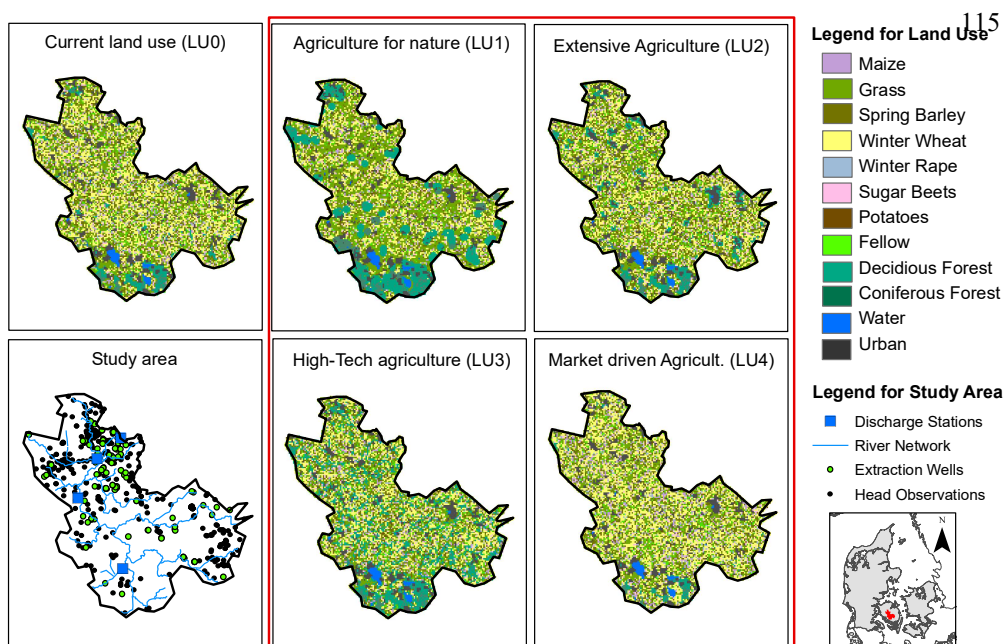 115
Current land use (LU0)
Agriculture for nature (LU1)
Extensive Agriculture (LU2)
Study area
High-Tech agriculture (LU3)
Market driven Agricult. (LU4)
Legend for Land Use
Maize
Grass
Spring Barley
Winter Wheat
Winter Rape
Sugar Beets
Potatoes
Fellow
Decidious Forest
Coniferous Forest
Water
Urban
Legend for Study Area
Discharge Stations
River Network
Extraction Wells
Head Observations
N